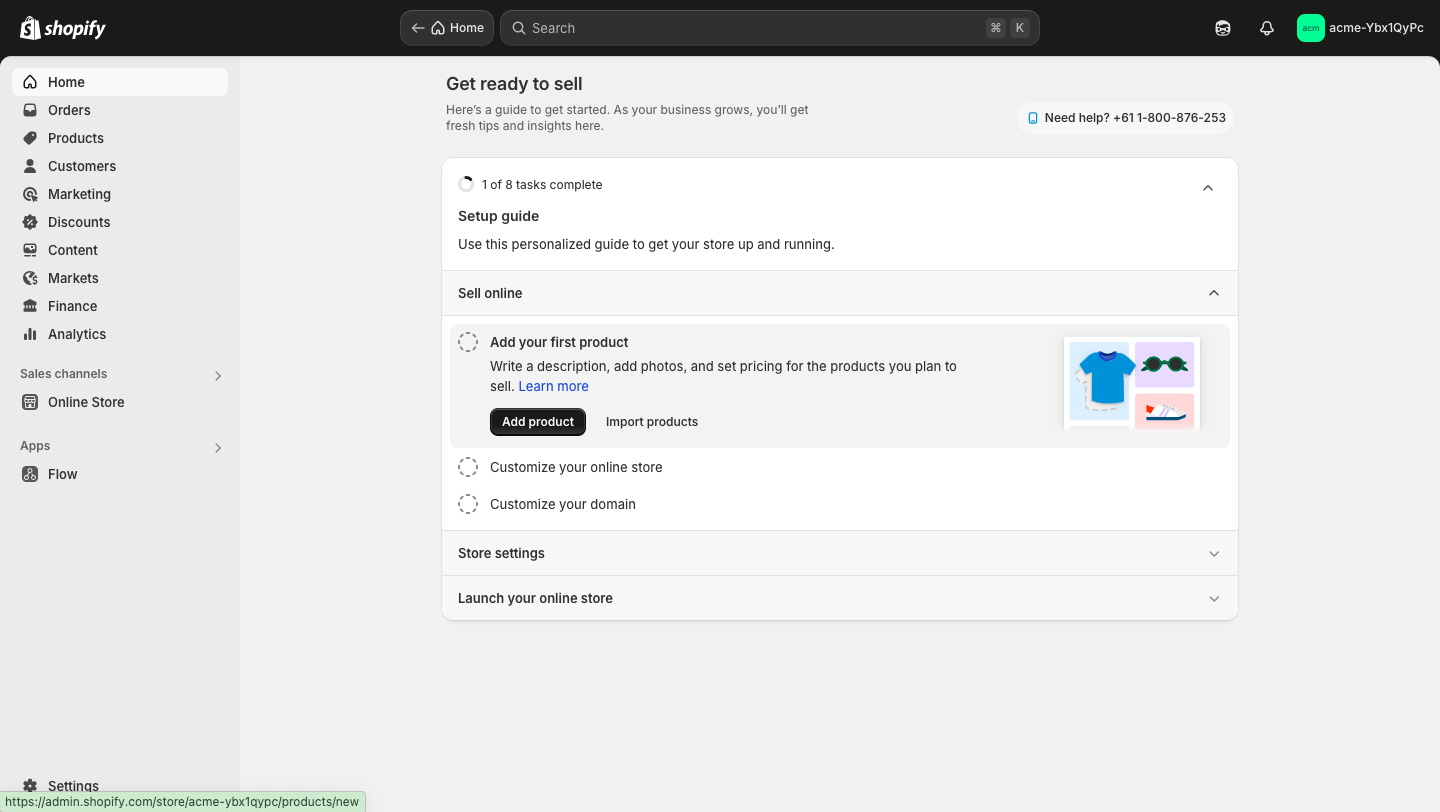 shopify
Home
Search
⌘ K
acm
acme-Ybx1QyPc
Home
Orders
Products
Customers
Marketing
Discounts
Content
Markets
Finance
Analytics
Sales channels
Online Store
Apps
Flow
Settings
https://admin.shopify.com/store/acme-ybx1qypc/products/new
Get ready to sell
Here’s a guide to get started. As your business grows, you’ll get
fresh tips and insights here.
Need help? +61 1-800-876-253
1 of 8 tasks complete
Setup guide
Use this personalized guide to get your store up and running.
Sell online
Add your first product
Write a description, add photos, and set pricing for the products you plan to
sell. Learn more
Add product
Import products
Customize your online store
Customize your domain
Store settings
Launch your online store